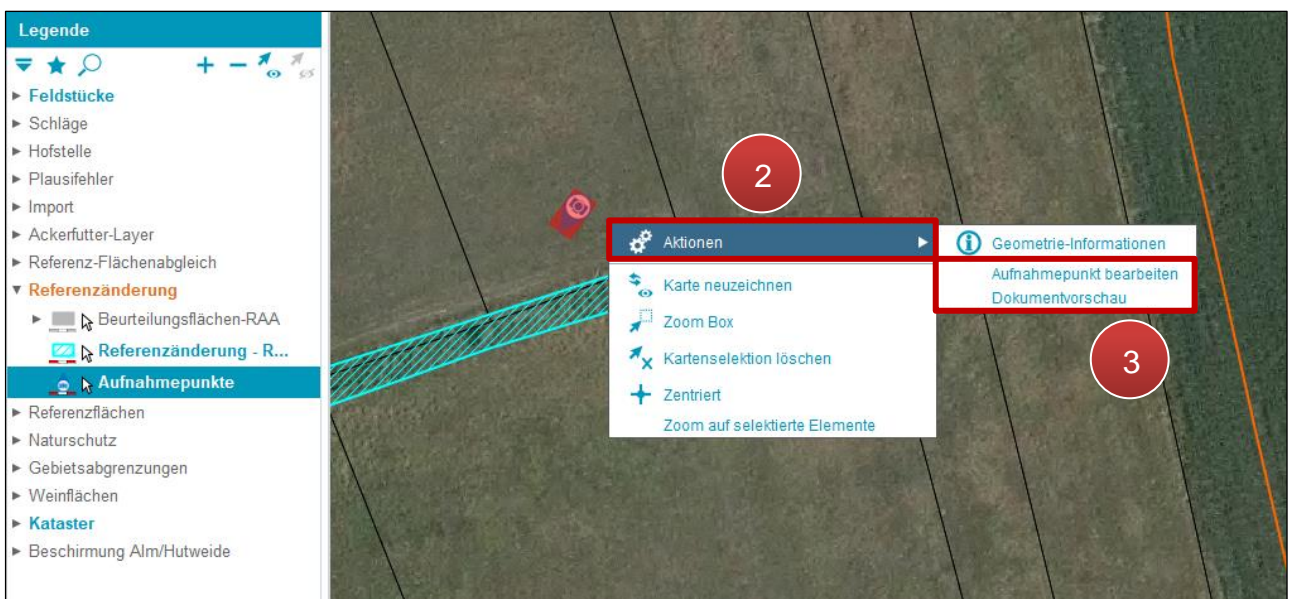 Legende
Feldstücke
Schläge
Hofstelle
Plausifehler
Import
Ackerfutter-Layer
Referenz-Flächenabgleich
Referenzänderung
Beurteilungsflächen-RAA
Referenzänderung - R...
Aufnahmepunkte
Referenzflächen
Naturschutz
Gebietsabgrenzungen
Weinflächen
Kataster
Beschirmung Alm/Hutweide
2
Aktionen
Karte neuzeichnen
Zoom Box
Kartenselektion löschen
Zentriert
Zoom auf selektierte Elemente
Geometrie-Informationen
Aufnahmepunkt bearbeiten
Dokumentvorschau
3